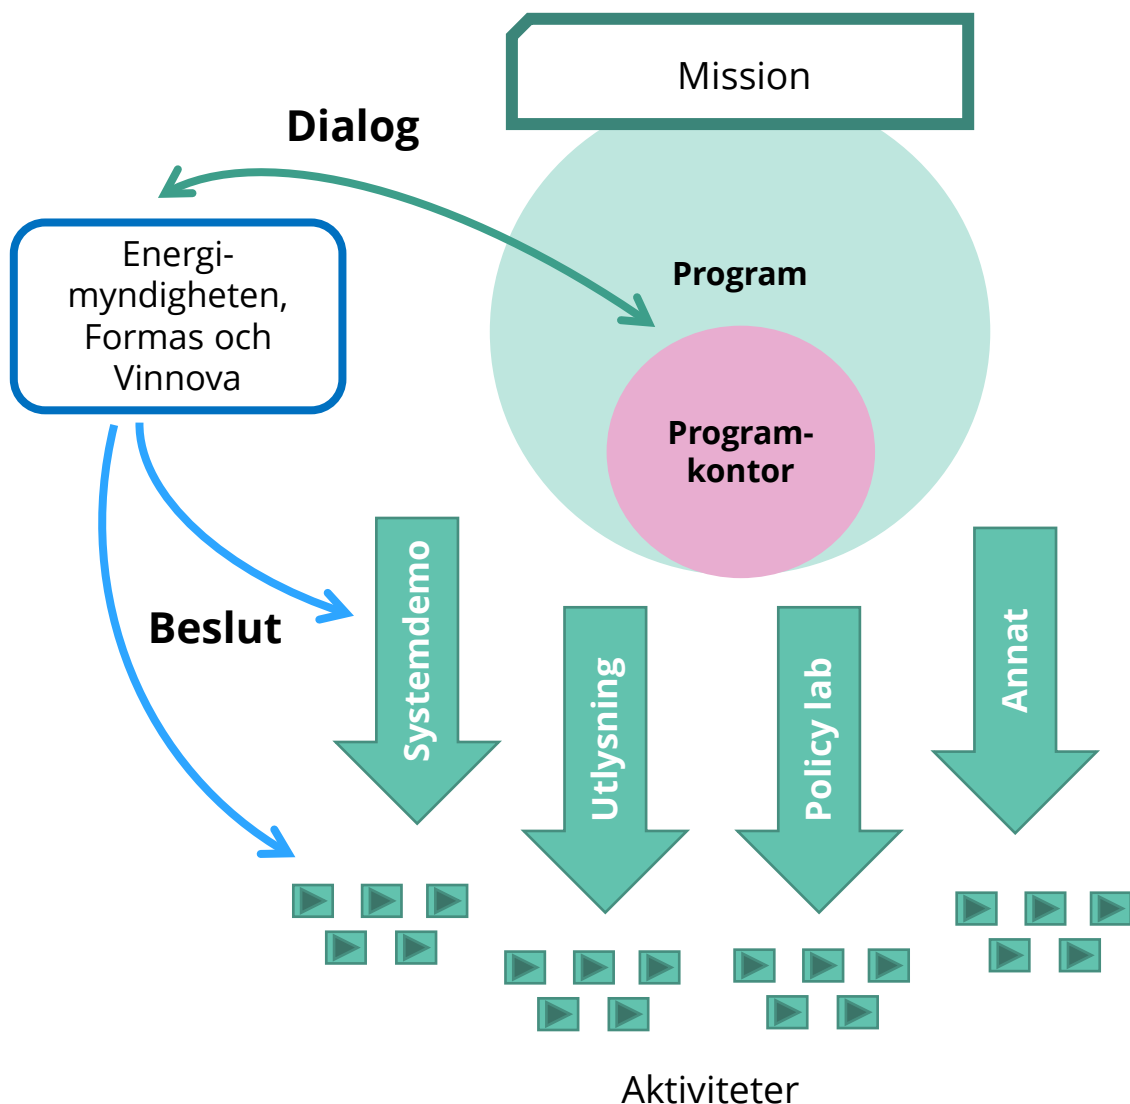 Mission
Dialog
Energi-
myndigheten,
Formas och
Vinnova
Program
Program-
kontor
Beslut
Systemdemo
Utlysning
Policy lab
Annat
Aktiviteter